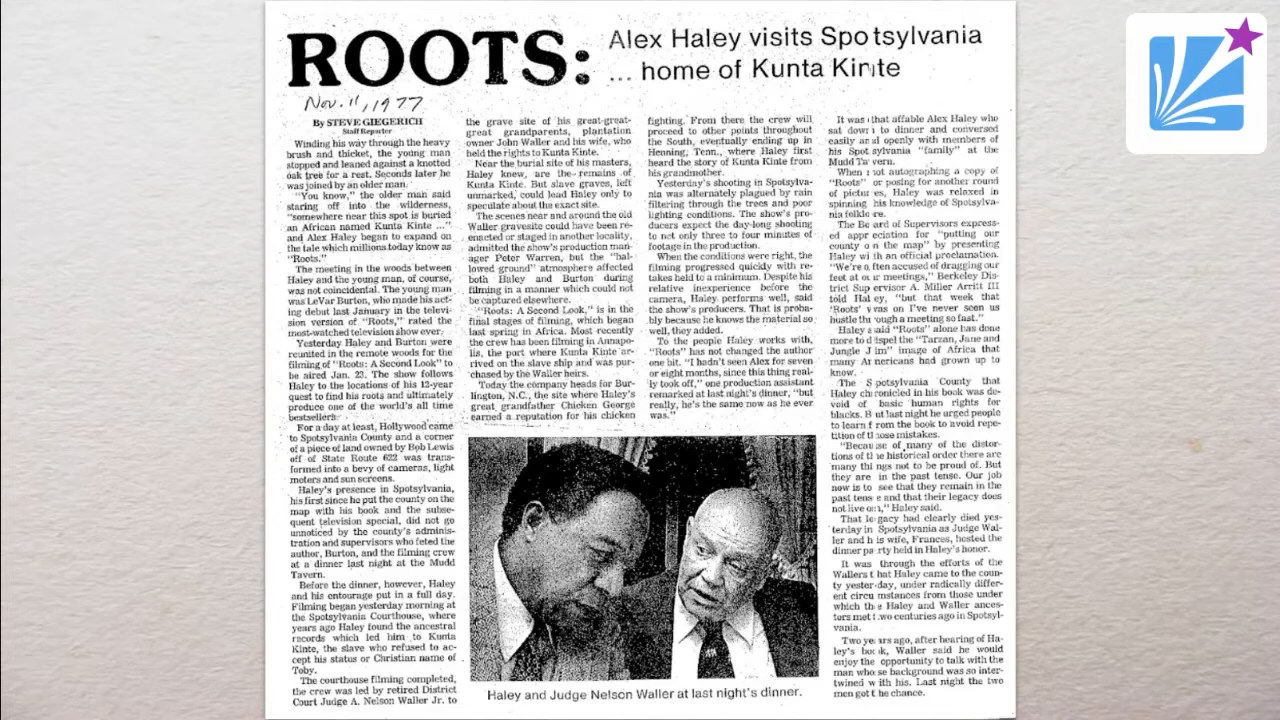 ROOTS:
Alex Haley visits Spotsylvania
... home of Kunta Kinte
Nov. 11, 1977
By STEVE GIEGERICH
Staff Reporter
Winding his way through the heavy
brush and thicket, the young man
stopped and leaned against a knotted
oak tree for a rest. Seconds later he
was joined by an older man.
"You know," the older man said
staring off into the wilderness,
"somewhere near this spot is buried
an African named Kunta Kinte ..."
and Alex Haley began to expand on
the tale which millions today know as
"Roots."
The meeting in the woods between
Haley and the young man, of course,
was not coincidental. The young man
was LeVar Burton, who made his act-
ing debut last January in the televi-
sion version of "Roots," rated the
most-watched television show ever.
Yesterday Haley and Burton were
reunited in the remote woods for the
filming of "Roots: A Second Look" to
be aired Jan. 23. The show follows
Haley to the locations of his 12-year
quest to find his roots and ultimately
produce one of the world's all time
bestsellers.
For a day at least, Hollywood came
to Spotsylvania County and a corner
of a piece of land owned by Bob Lewis
off of State Route 622 was trans-
formed into a bevy of cameras, light
meters and sun screens.
Haley's presence in Spotsylvania,
his first since he put the county on the
map with his book and the subse-
quent television special, did not go
unnoticed by the county's adminis-
tration and supervisors who feted the
author, Burton, and the filming crew
at a dinner last night at the Mudd
Tavern.
Before the dinner, however, Haley
and his entourage put in a full day.
Filming began yesterday morning at
the Spotsylvania Courthouse, where
years ago Haley found the ancestral
records which led him to Kunta
Kinte, the slave who refused to ac-
cept his status or Christian name of
Toby.
The courthouse filming completed,
the crew was led by retired District
Court Judge A. Nelson Waller Jr. to
the grave site of his great-great-
great grandparents, plantation
owner John Waller and his wife, who
held the rights to Kunta Kinte.
Near the burial site of his masters,
Haley knew, are the remains of
Kunta Kinte. But slave graves, left
unmarked, could lead Haley only to
speculate about the exact site.
The scenes near and around the old
Waller gravesite could have been re-
enacted or staged in another locality,
admitted the show's production man-
ager Peter Warren, but the "hal-
lowed ground" atmosphere affected
both Haley and Burton during
filming in a manner which could not
be captured elsewhere.
"Roots: A Second Look," is in the
final stages of filming, which began
last spring in Africa. Most recently
the crew has been filming in Annapo-
lis, the port where Kunta Kinte ar-
rived on the slave ship and was pur-
chased by the Waller heirs.
Today the company heads for Bur-
lington, N.C., the site where Haley's
great grandfather Chicken George
earned a reputation for his chicken
fighting. From there the crew will
proceed to other points throughout
the South, eventually ending up in
Henning, Tenn., where Haley first
heard the story of Kunta Kinte from
his grandmother.
Yesterday's shooting in Spotsylva-
nia was alternately plagued by rain
filtering through the trees and poor
lighting conditions. The show's pro-
ducers expect the day-long shooting
to net only three to four minutes of
footage in the production.
When the conditions were right, the
filming progressed quickly with re-
takes held to a minimum. Despite his
relative inexperience before the
camera, Haley performs well, said
the show's producers. That is proba-
bly because he knows the material so
well, they added.
To the people Haley works with,
"Roots" has not changed the author
one bit. "I hadn't seen Alex for seven
or eight months, since this thing real-
ly took off," one production assistant
remarked at last night's dinner, "but
really, he's the same now as he ever
was."
It was that affable Alex Haley who
sat down to dinner and conversed
easily and openly with members of
his Spotsylvania "family" at the
Mudd Tavern.
When not autographing a copy of
"Roots" or posing for another round
of pictures, Haley was relaxed in
spinning his knowledge of Spotsylva-
nia folklore.
The Board of Supervisors express-
ed appreciation for "putting our
county on the map" by presenting
Haley with an official proclamation.
"We're often accused of dragging our
feet at our meetings," Berkeley Dis-
trict Supervisor A. Miller Arritt III
told Haley, "but that week that
'Roots' was on I've never seen us
hustle through a meeting so fast."
Haley said "Roots" alone has done
more to dispel the "Tarzan, Jane and
Jungle Jim" image of Africa that
many Americans had grown up to
know.
The Spotsylvania County that
Haley chronicled in his book was de-
void of basic human rights for
blacks. But last night he urged people
to learn from the book to avoid repe-
tition of those mistakes.
"Because of many of the distor-
tions of the historical order there are
many things not to be proud of. But
they are in the past tense. Our job
now is to see that they remain in the
past tense and that their legacy does
not live on," Haley said.
That legacy had clearly died yes-
terday in Spotsylvania as Judge Wal-
ler and his wife, Frances, hosted the
dinner party held in Haley's honor.
It was through the efforts of the
Wallers that Haley came to the coun-
ty yesterday, under radically differ-
ent circumstances from those under
which the Haley and Waller ances-
tors met two centuries ago in Spotsyl-
vania.
Two years ago, after hearing of Ha-
ley's book, Waller said he would
enjoy the opportunity to talk with the
man whose background was so inter-
twined with his. Last night the two
men got the chance.
Haley and Judge Nelson Waller at last night's dinner.